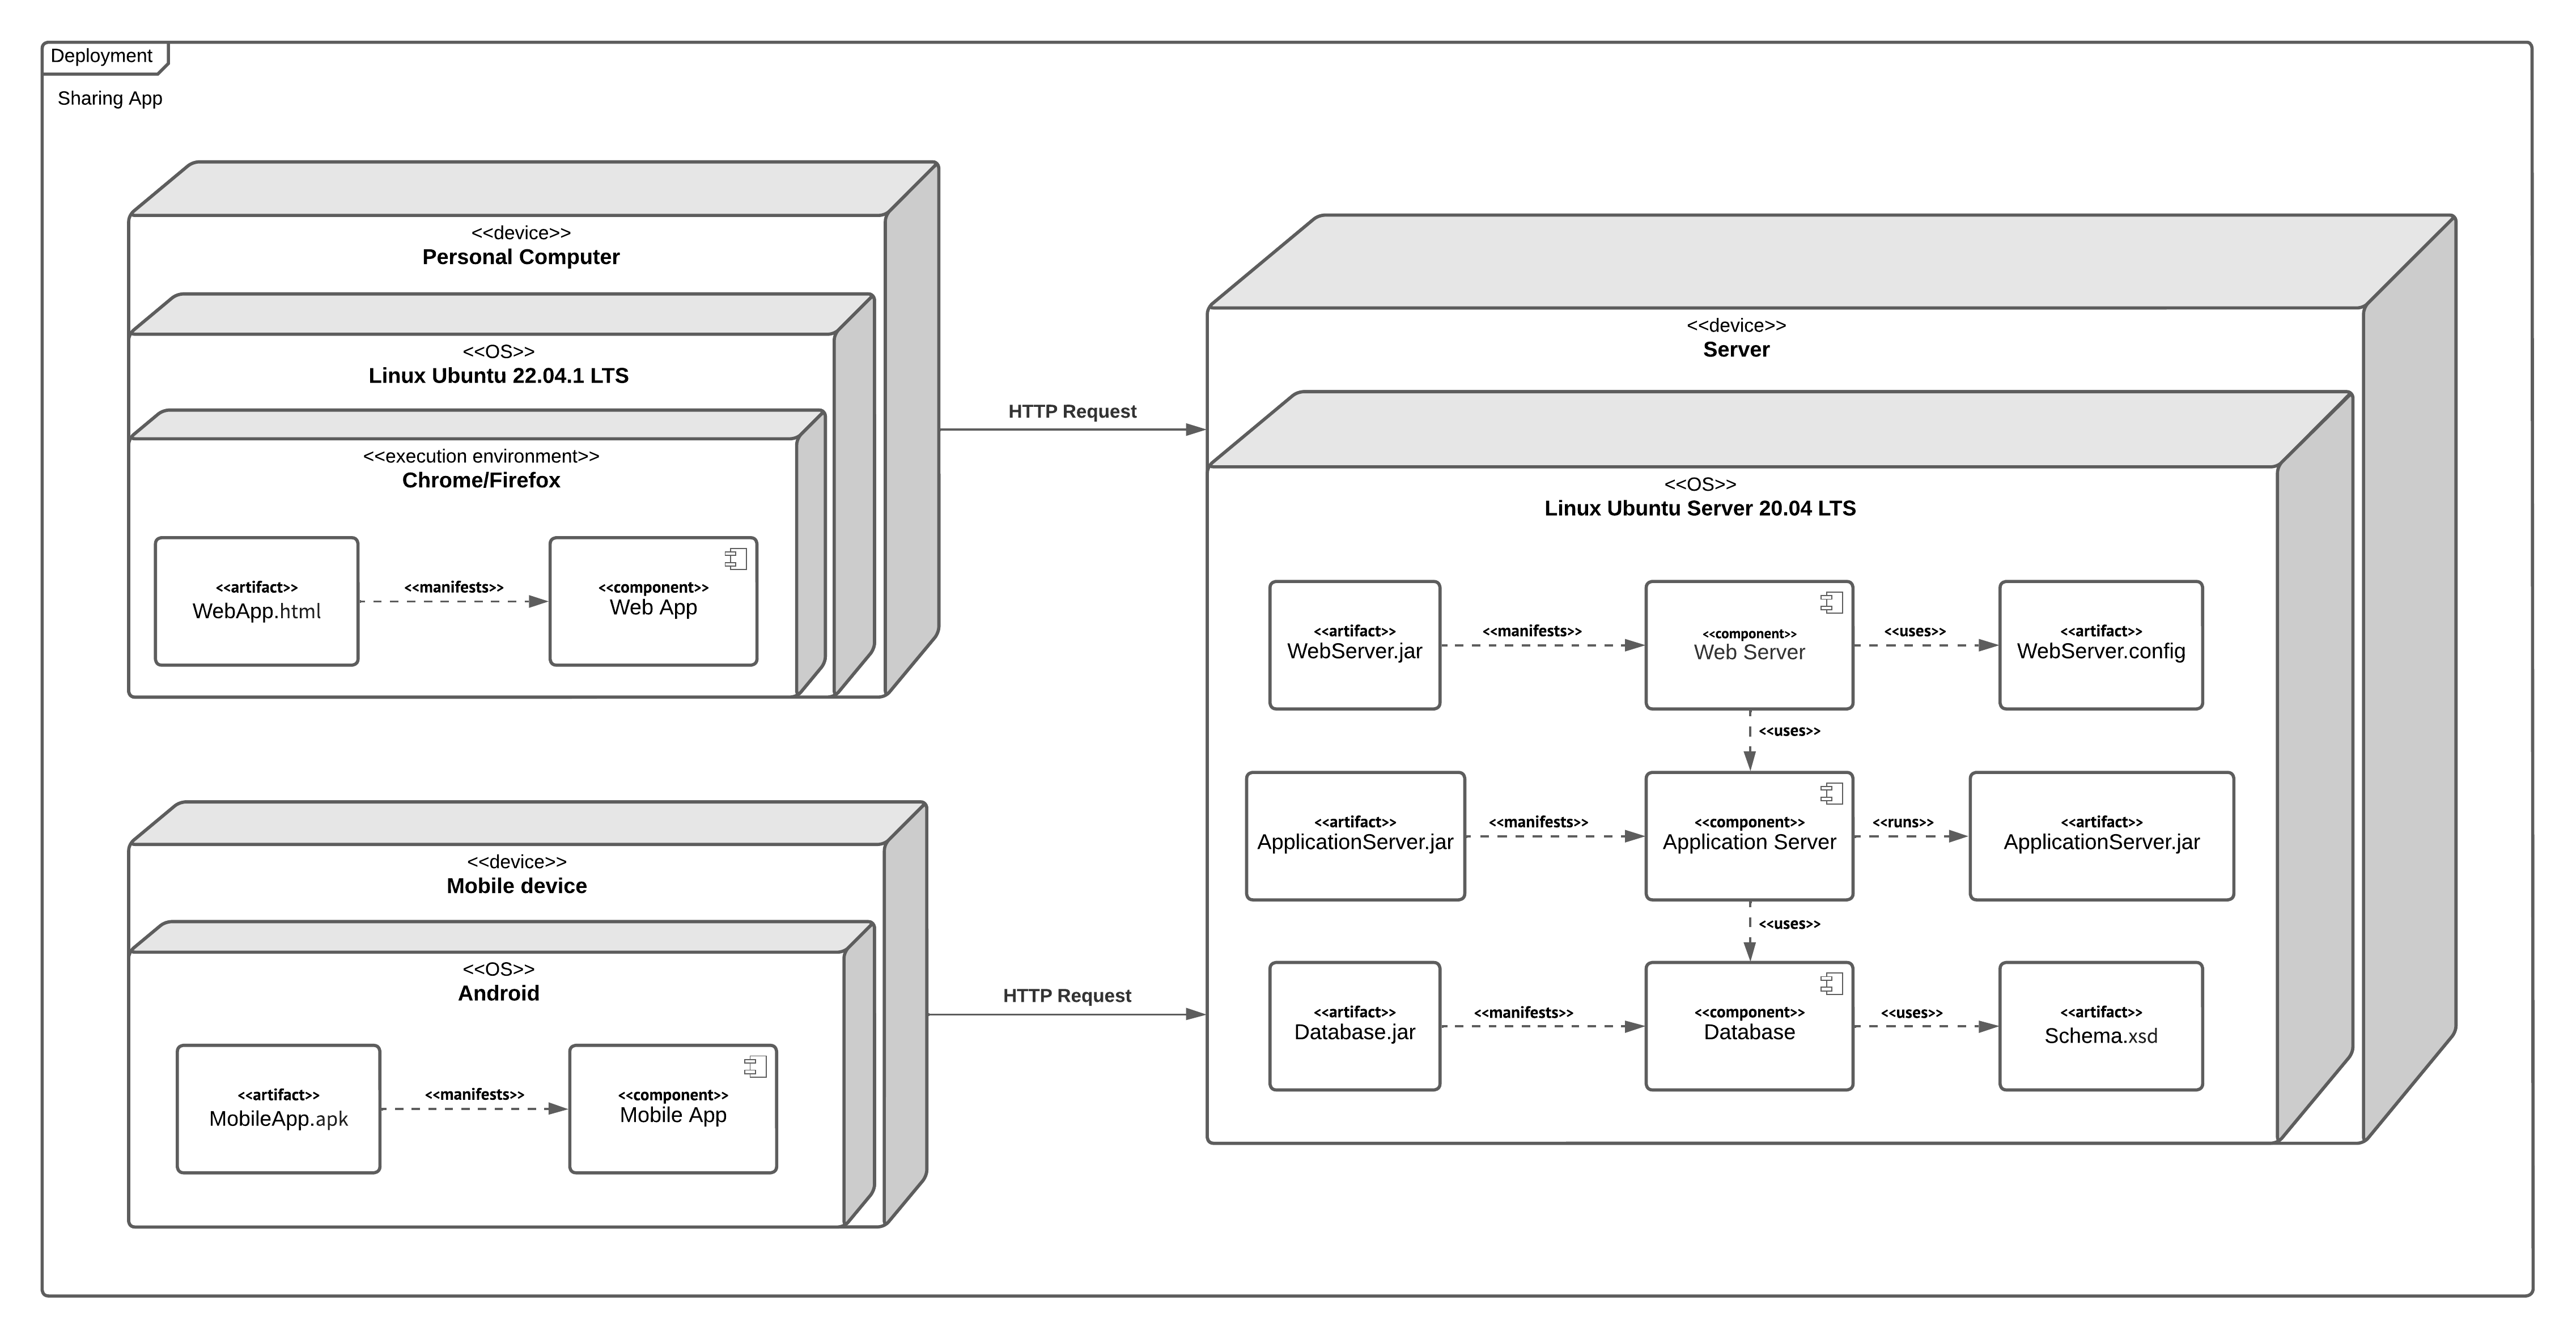 Deployment
Sharing App
<<device>>
Personal Computer
<<OS>>
Linux Ubuntu 22.04.1 LTS
<<execution environment>>
Chrome/Firefox
<<artifact>>
WebApp.html
<<manifests>>
<<component>>
Web App
HTTP Request
<<device>>
Mobile device
<<OS>>
Android
<<artifact>>
MobileApp.apk
<<manifests>>
<<component>>
Mobile App
HTTP Request
<<device>>
Server
<<OS>>
Linux Ubuntu Server 20.04 LTS
<<artifact>>
WebServer.jar
<<manifests>>
<<component>>
Web Server
<<uses>>
<<artifact>>
WebServer.config
<<uses>>
<<artifact>>
ApplicationServer.jar
<<manifests>>
<<component>>
Application Server
<<runs>>
<<artifact>>
ApplicationServer.jar
<<uses>>
<<artifact>>
Database.jar
<<manifests>>
<<component>>
Database
<<uses>>
<<artifact>>
Schema.xsd